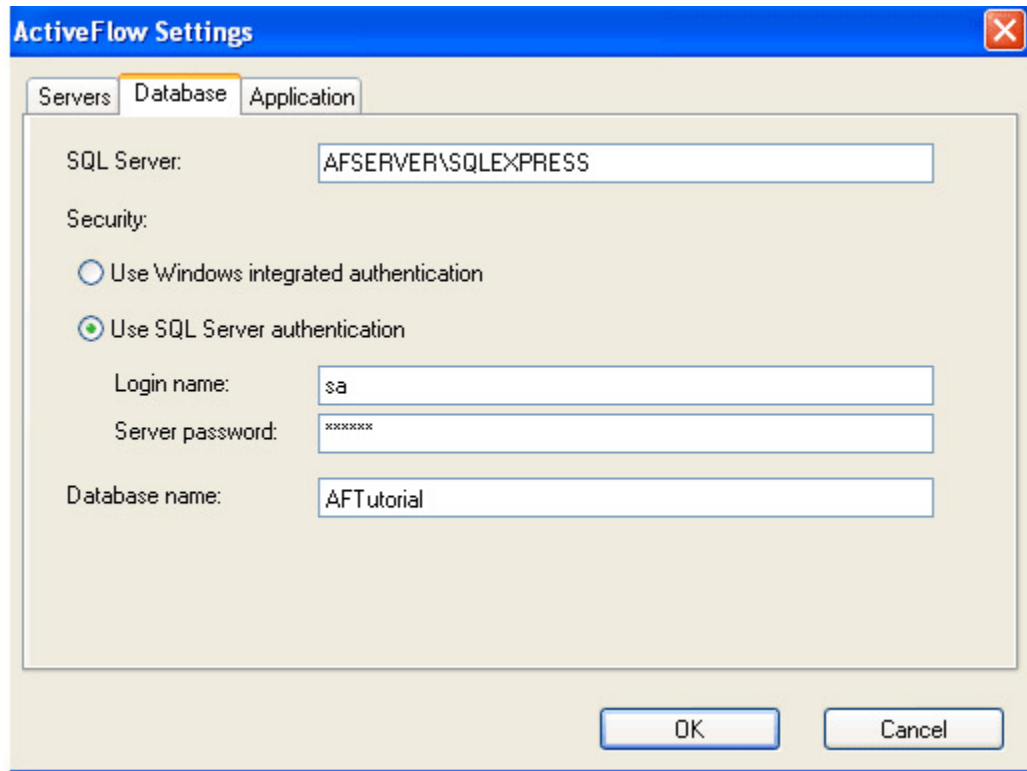 ActiveFlow Settings
Servers Database Application
SQL Server: AFSERVER\SQLEXPRESS
Security:
Use Windows integrated authentication
Use SQL Server authentication
Login name: sa
Server password: ******
Database name: AFTutorial
OK Cancel